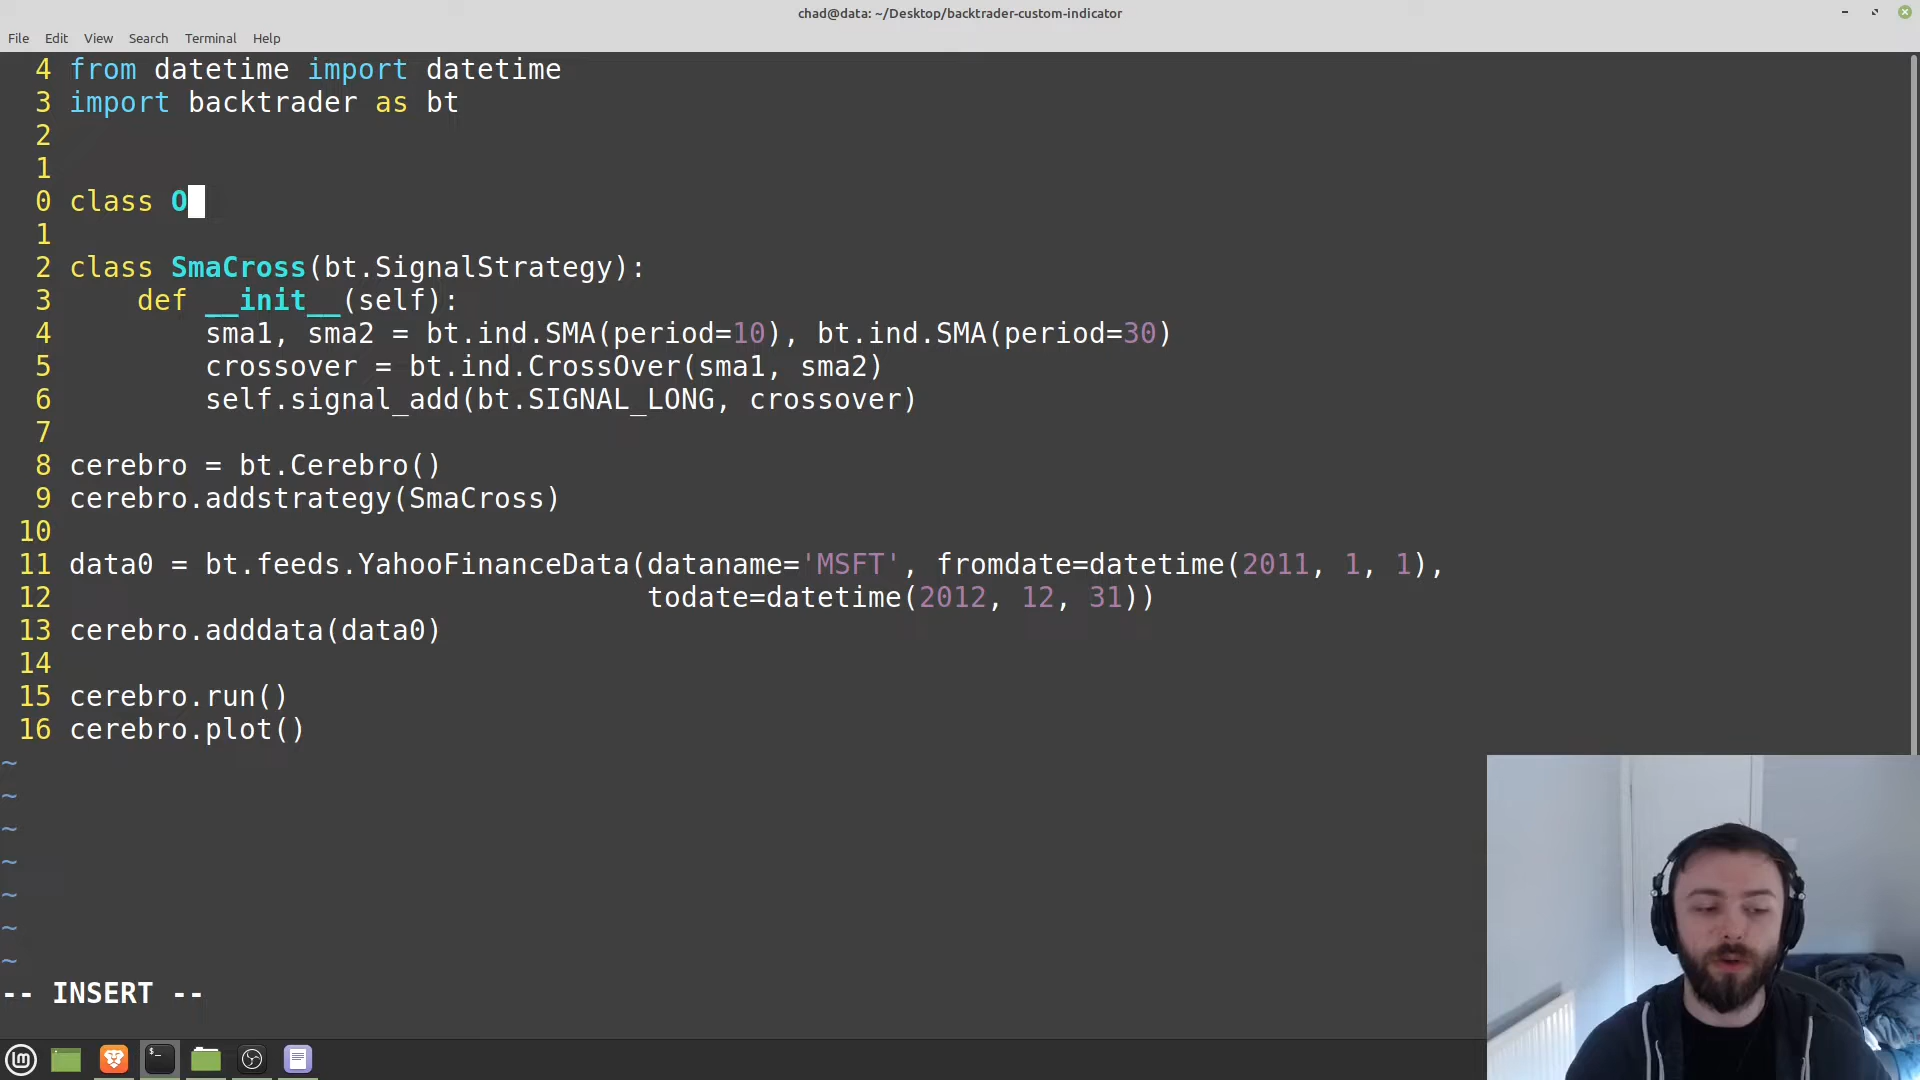 chad@data: ~/Desktop/backtrader-custom-indicator
File Edit View Search Terminal Help
4 from datetime import datetime
3 import backtrader as bt
2
1
0 class O
1
2 class SmaCross(bt.SignalStrategy):
3     def __init__(self):
4         sma1, sma2 = bt.ind.SMA(period=10), bt.ind.SMA(period=30)
5         crossover = bt.ind.CrossOver(sma1, sma2)
6         self.signal_add(bt.SIGNAL_LONG, crossover)
7
8 cerebro = bt.Cerebro()
9 cerebro.addstrategy(SmaCross)
10
11 data0 = bt.feeds.YahooFinanceData(dataname='MSFT', fromdate=datetime(2011, 1, 1),
12                                   todate=datetime(2012, 12, 31))
13 cerebro.adddata(data0)
14
15 cerebro.run()
16 cerebro.plot()
~
~
~
~
~
~
~
-- INSERT --